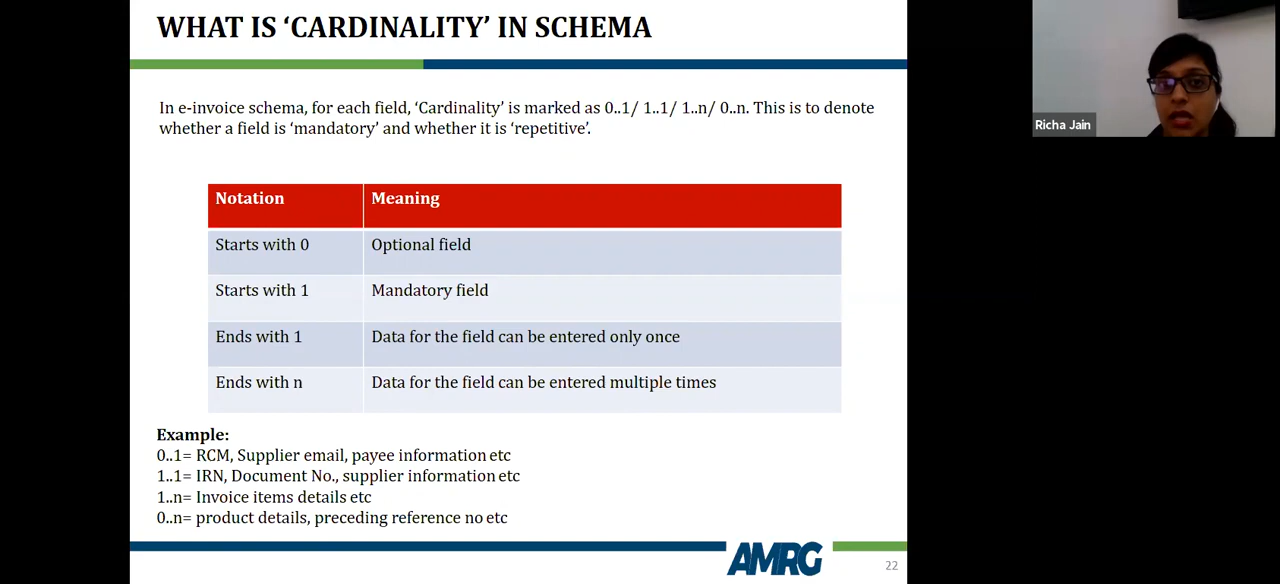 WHAT IS ‘CARDINALITY’ IN SCHEMA
In e-invoice schema, for each field, ‘Cardinality’ is marked as 0..1/ 1..1/ 1..n/ 0..n. This is to denote
whether a field is ‘mandatory’ and whether it is ‘repetitive’.
Notation Meaning
Starts with 0 Optional field
Starts with 1 Mandatory field
Ends with 1 Data for the field can be entered only once
Ends with n Data for the field can be entered multiple times
Example:
0..1= RCM, Supplier email, payee information etc
1..1= IRN, Document No., supplier information etc
1..n= Invoice items details etc
0..n= product details, preceding reference no etc
AMRG
22
Richa Jain